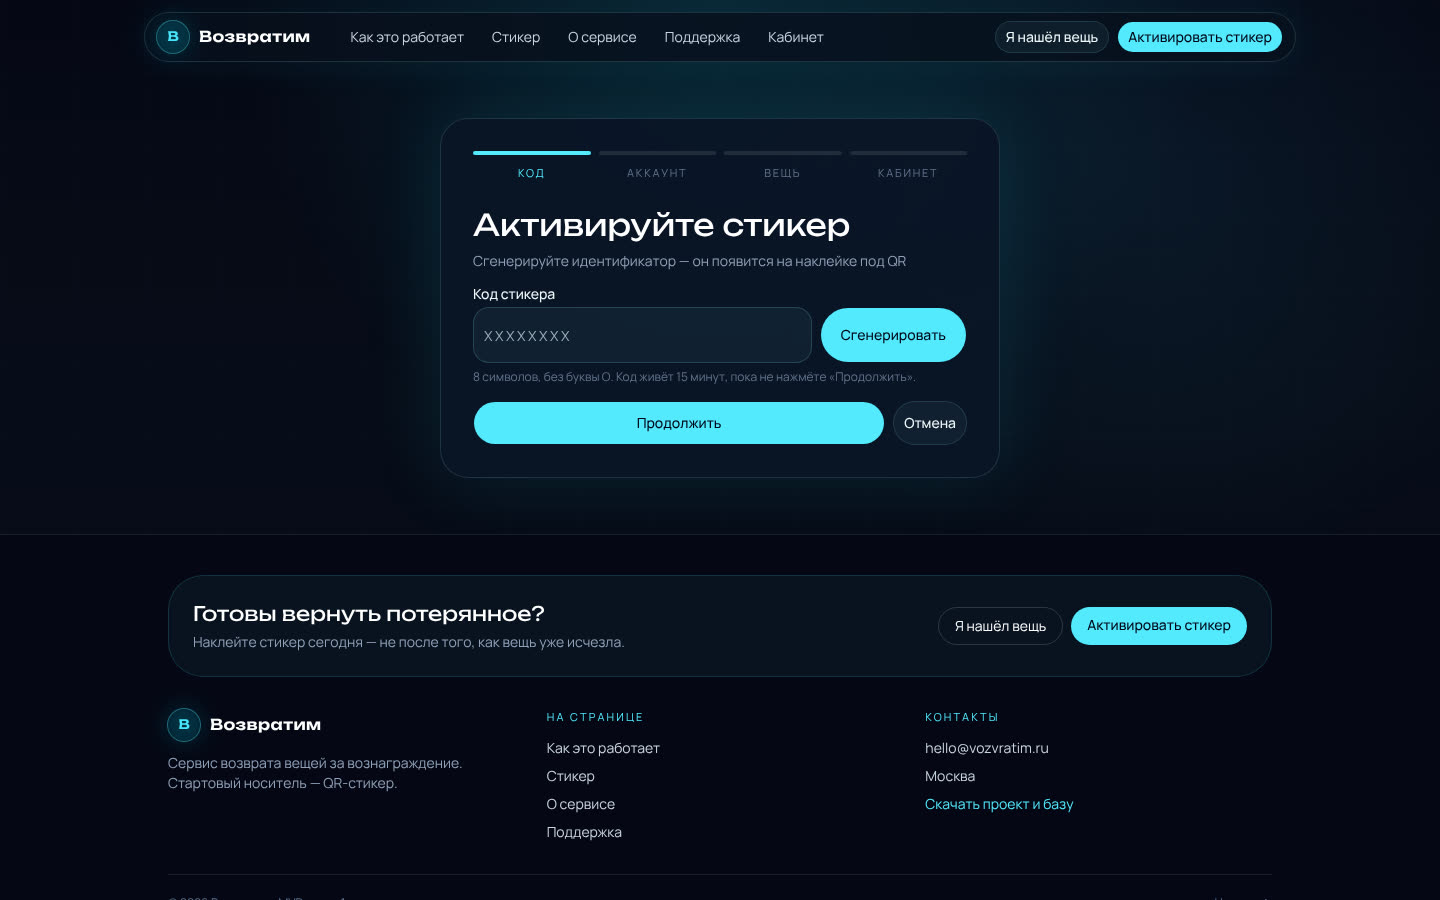 В Возвратим Как это работает Стикер О сервисе Поддержка Кабинет Я нашёл вещь Активировать стикер
КОД АККАУНТ ВЕЩЬ КАБИНЕТ
Активируйте стикер
Сгенерируйте идентификатор — он появится на наклейке под QR
Код стикера
XXXXXXXX Сгенерировать
8 символов, без буквы O. Код живёт 15 минут, пока не нажмёте «Продолжить».
Продолжить Отмена
Готовы вернуть потерянное?
Наклейте стикер сегодня — не после того, как вещь уже исчезла.
Я нашёл вещь Активировать стикер
В Возвратим
Сервис возврата вещей за вознаграждение.
Стартовый носитель — QR-стикер.
НА СТРАНИЦЕ
Как это работает
Стикер
О сервисе
Поддержка
КОНТАКТЫ
hello@vozvratim.ru
Москва
Скачать проект и базу